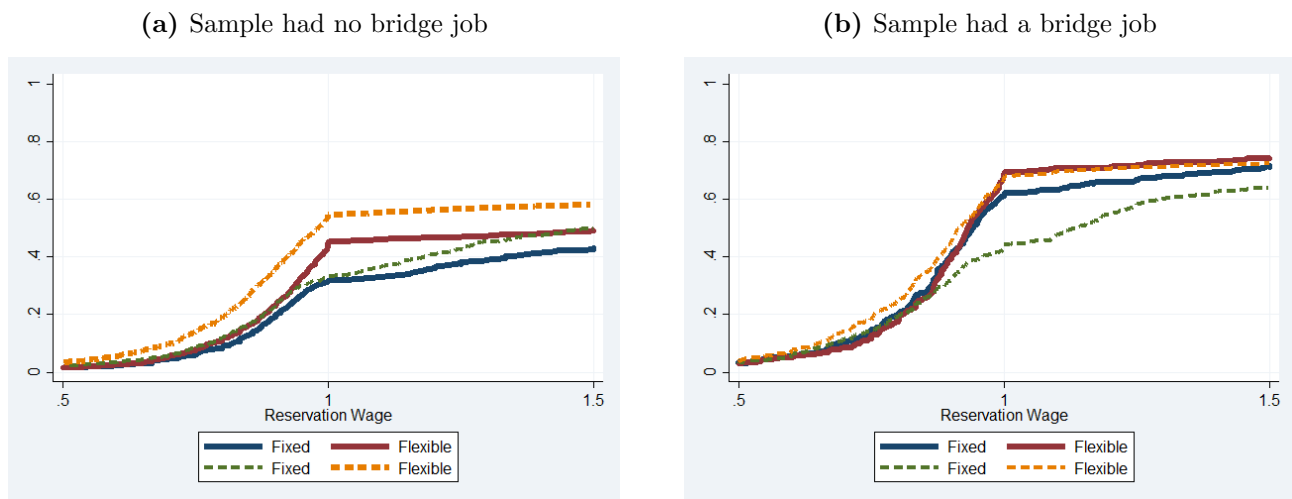 (a) Sample had no bridge job
1
.8
.6
.4
.2
0
.5 1 1.5
Reservation Wage
Fixed Flexible
Fixed Flexible
(b) Sample had a bridge job
1
.8
.6
.4
.2
0
.5 1 1.5
Reservation Wage
Fixed Flexible
Fixed Flexible